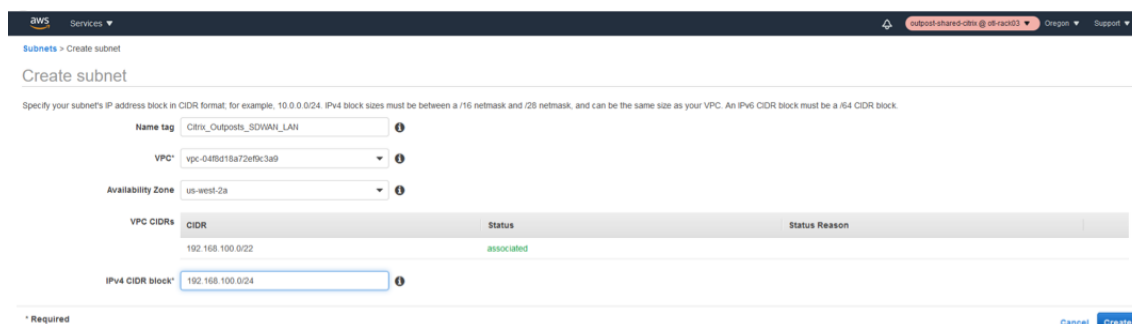 aws Services outpost-shared-citrix @ otl-rack03 Oregon Support
Subnets > Create subnet
Create subnet
Specify your subnet's IP address block in CIDR format; for example, 10.0.0.0/24. IPv4 block sizes must be between a /16 netmask and /28 netmask, and can be the same size as your VPC. An IPv6 CIDR block must be a /64 CIDR block.
Name tag Citrix_Outposts_SDWAN_LAN
VPC* vpc-04f8d18a72ef9c3a9
Availability Zone us-west-2a
VPC CIDRs CIDR Status Status Reason
192.168.100.0/22 associated
IPv4 CIDR block* 192.168.100.0/24
* Required Cancel Create